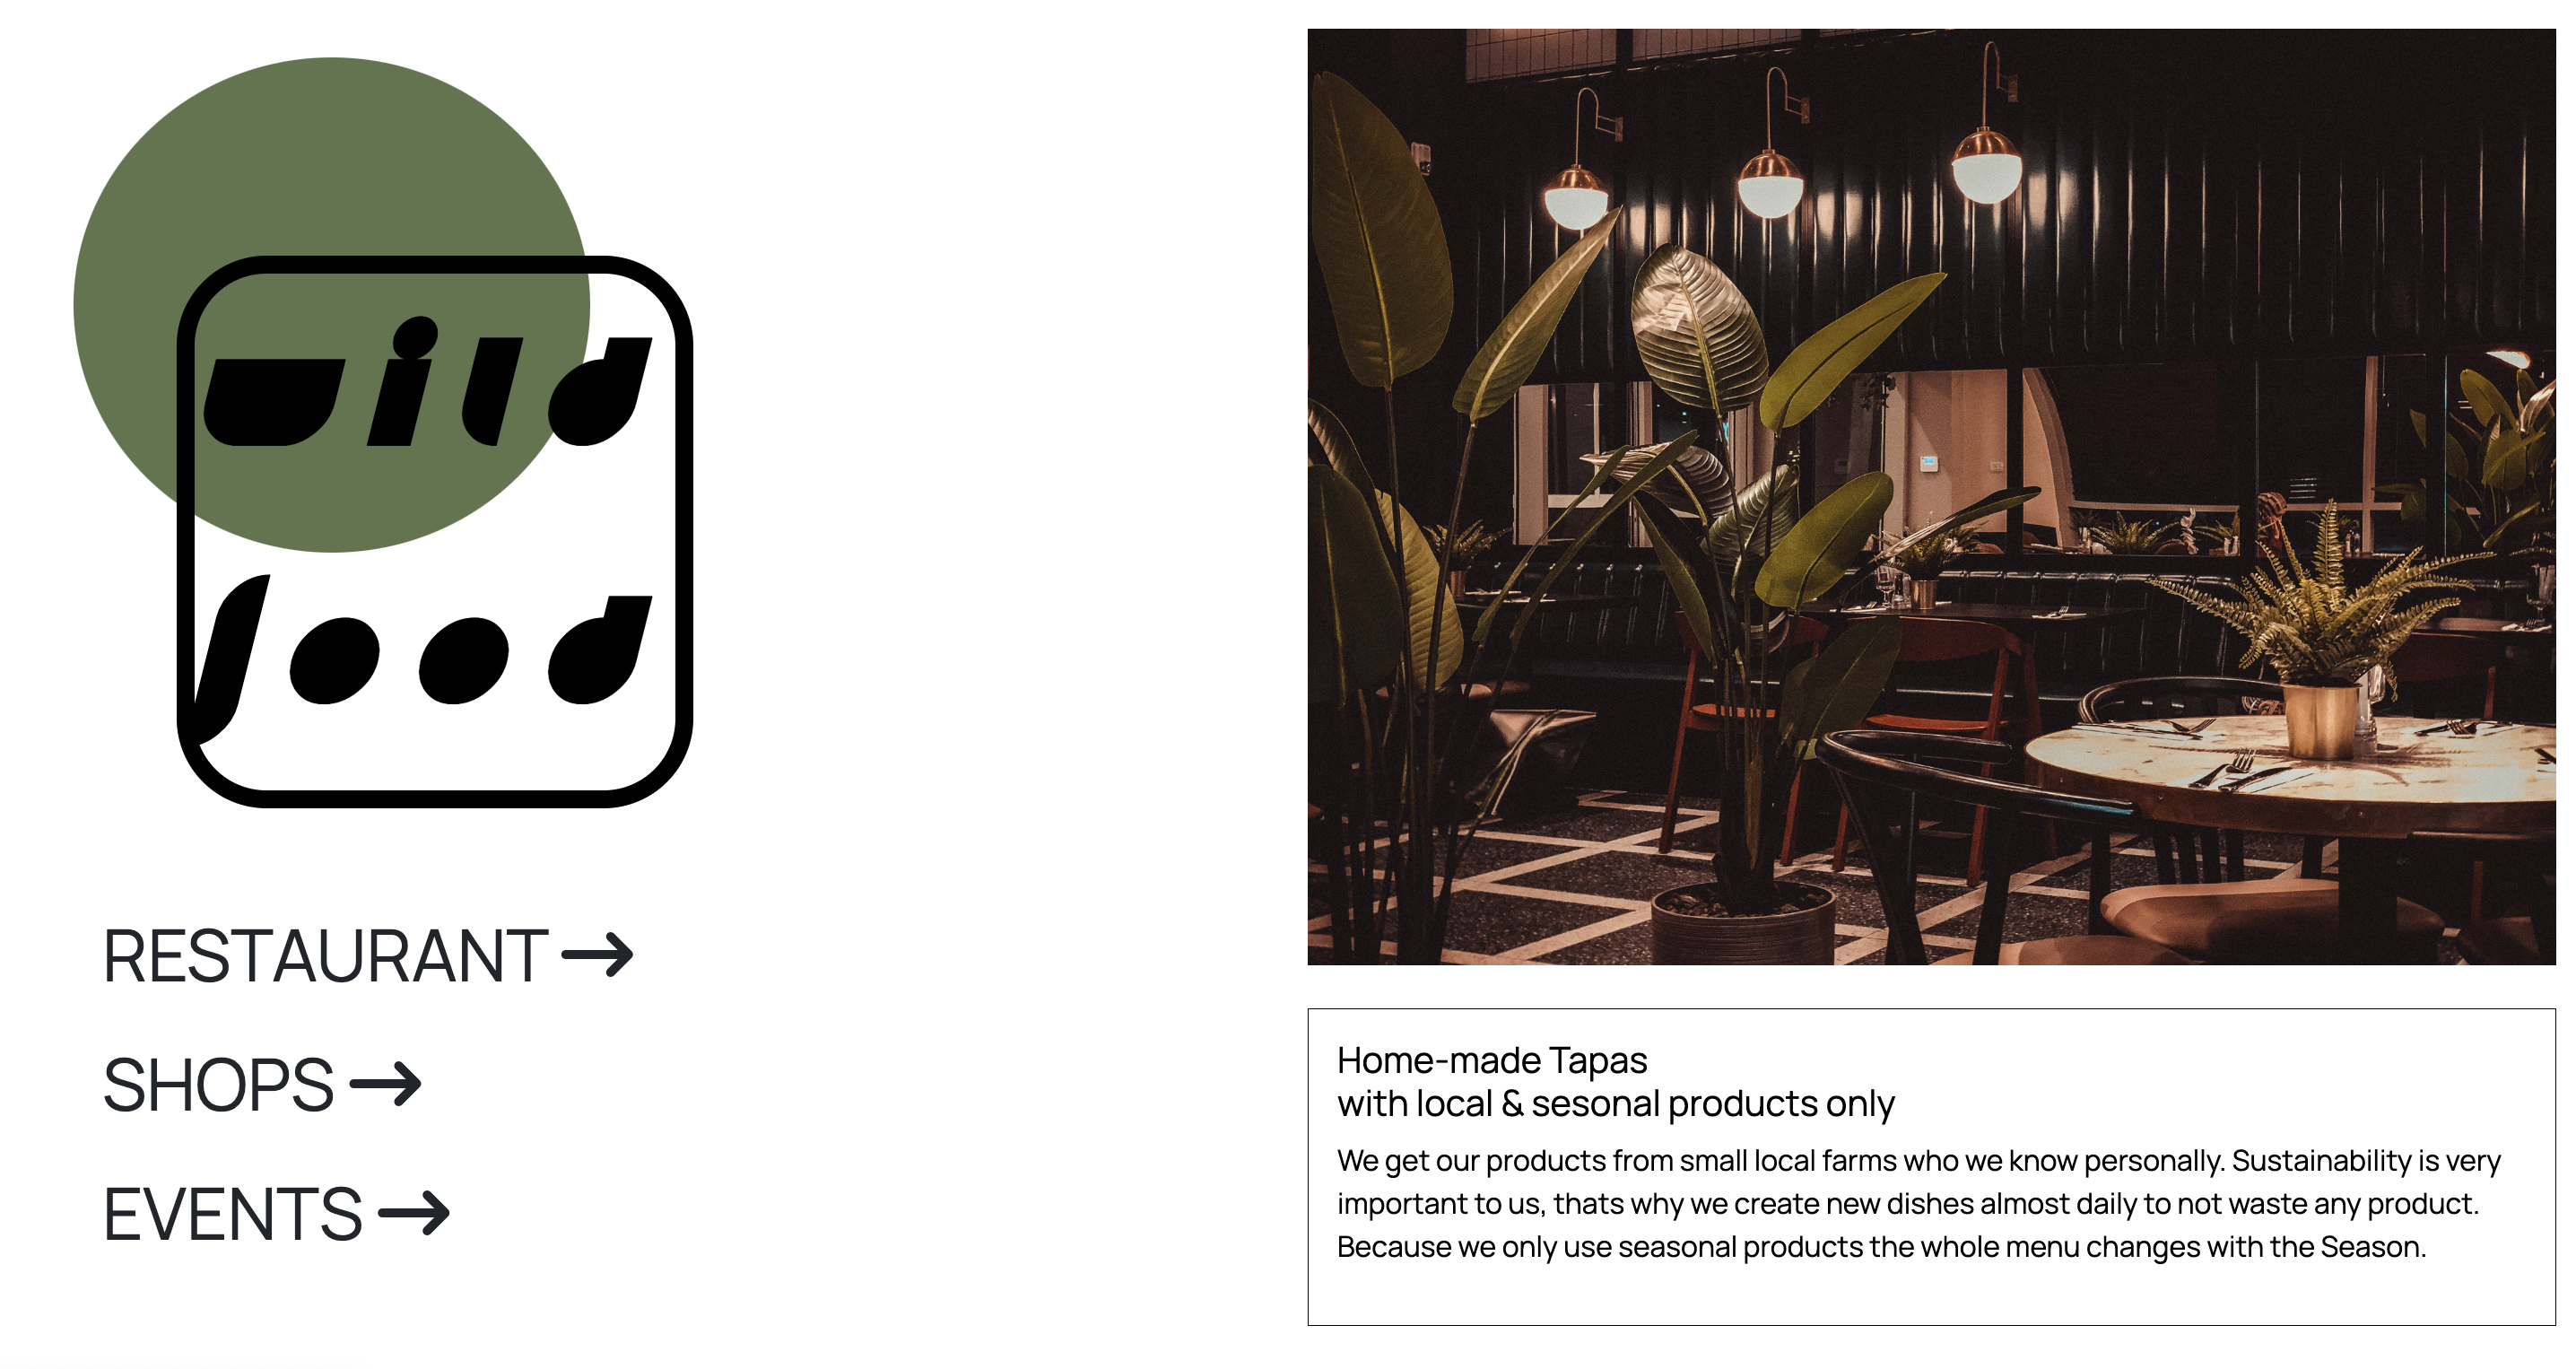 wild
food
RESTAURANT →
SHOPS →
EVENTS →
Home-made Tapas
with local & sesonal products only
We get our products from small local farms who we know personally. Sustainability is very
important to us, thats why we create new dishes almost daily to not waste any product.
Because we only use seasonal products the whole menu changes with the Season.